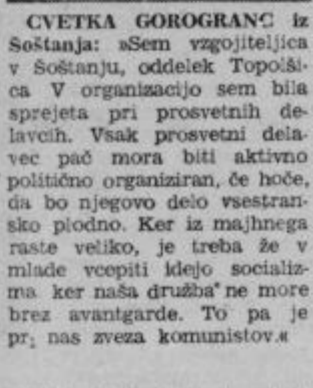 CVETKA GOROGRANC iz
Šoštanja: »Sem vzgojiteljica
v Šoštanju, oddelek Topolši-
ca V organizacijo sem bila
sprejeta pri prosvetnih de-
lavcih. Vsak prosvetni dela-
vec pač mora biti aktivno
politično organiziran, če hoče,
da bo njegovo delo vsestran-
sko plodno. Ker iz majhnega
raste veliko, je treba že v
mlade vcepiti idejo socializ-
ma ker naša družba ne more
brez avantgarde. To pa je
pr; nas zveza komunistov.«